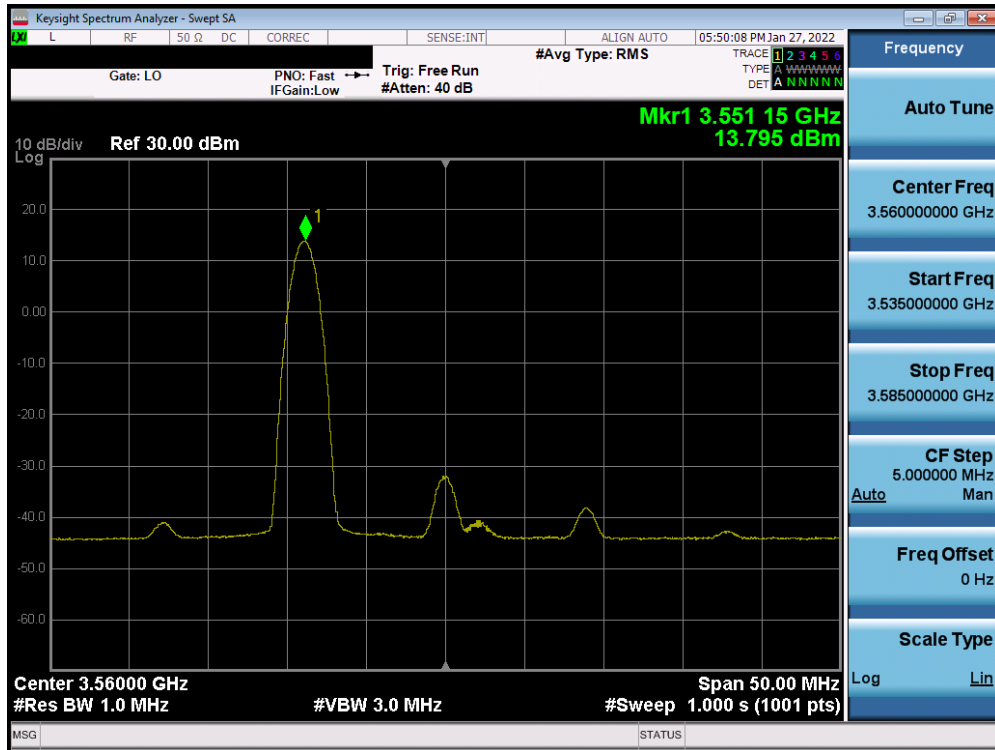 Keysight Spectrum Analyzer - Swept SA
LXI L RF 50 Ω DC CORREC SENSE:INT ALIGN AUTO 05:50:08 PM Jan 27, 2022
Gate: LO
PNO: Fast
IFGain:Low
Trig: Free Run
#Atten: 40 dB
#Avg Type: RMS
TRACE 1 2 3 4 5 6
TYPE A WWWWW
DET A N N N N N
Mkr1 3.551 15 GHz
13.795 dBm
10 dB/div Ref 30.00 dBm
Log
1
20.0
10.0
0.00
-10.0
-20.0
-30.0
-40.0
-50.0
-60.0
Center 3.56000 GHz
Span 50.00 MHz
#Res BW 1.0 MHz
#VBW 3.0 MHz
#Sweep 1.000 s (1001 pts)
MSG
STATUS
Frequency
Auto Tune
Center Freq
3.560000000 GHz
Start Freq
3.535000000 GHz
Stop Freq
3.585000000 GHz
CF Step
5.000000 MHz
Auto Man
Freq Offset
0 Hz
Scale Type
Log Lin